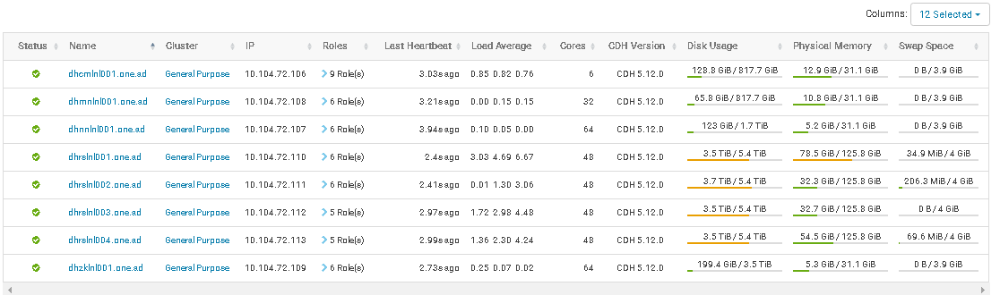 Columns: 12 Selected
Status Name Cluster IP Roles Last Heartbeat Load Average Cores CDH Version Disk Usage Physical Memory Swap Space
dhcmlnl001.one.ad General Purpose 10.104.72.106 9 Role(s) 3.03s ago 0.85 0.82 0.76 6 CDH 5.12.0 128.8 GiB / 817.7 GiB 12.9 GiB / 31.1 GiB 0 B / 3.9 GiB
dhmnlnl001.one.ad General Purpose 10.104.72.108 6 Role(s) 3.21s ago 0.00 0.15 0.15 32 CDH 5.12.0 65.8 GiB / 817.7 GiB 10.8 GiB / 31.1 GiB 0 B / 3.9 GiB
dhnnlnl001.one.ad General Purpose 10.104.72.107 6 Role(s) 3.94s ago 0.10 0.05 0.00 64 CDH 5.12.0 123 GiB / 1.7 TiB 5.2 GiB / 31.1 GiB 0 B / 3.9 GiB
dhrslnl001.one.ad General Purpose 10.104.72.110 6 Role(s) 2.4s ago 3.03 4.69 6.67 48 CDH 5.12.0 3.5 TiB / 5.4 TiB 78.5 GiB / 125.8 GiB 34.9 MiB / 4 GiB
dhrslnl002.one.ad General Purpose 10.104.72.111 6 Role(s) 2.41s ago 0.01 1.30 3.06 48 CDH 5.12.0 3.7 TiB / 5.4 TiB 32.3 GiB / 125.8 GiB 206.3 MiB / 4 GiB
dhrslnl003.one.ad General Purpose 10.104.72.112 5 Role(s) 2.97s ago 1.72 2.98 4.48 48 CDH 5.12.0 3.5 TiB / 5.4 TiB 32.7 GiB / 125.8 GiB 0 B / 4 GiB
dhrslnl004.one.ad General Purpose 10.104.72.113 5 Role(s) 2.99s ago 1.36 2.30 4.24 48 CDH 5.12.0 3.5 TiB / 5.4 TiB 54.5 GiB / 125.8 GiB 69.6 MiB / 4 GiB
dhzklnl001.one.ad General Purpose 10.104.72.109 6 Role(s) 2.73s ago 0.25 0.07 0.02 64 CDH 5.12.0 199.4 GiB / 3.5 TiB 5.3 GiB / 31.1 GiB 0 B / 3.9 GiB